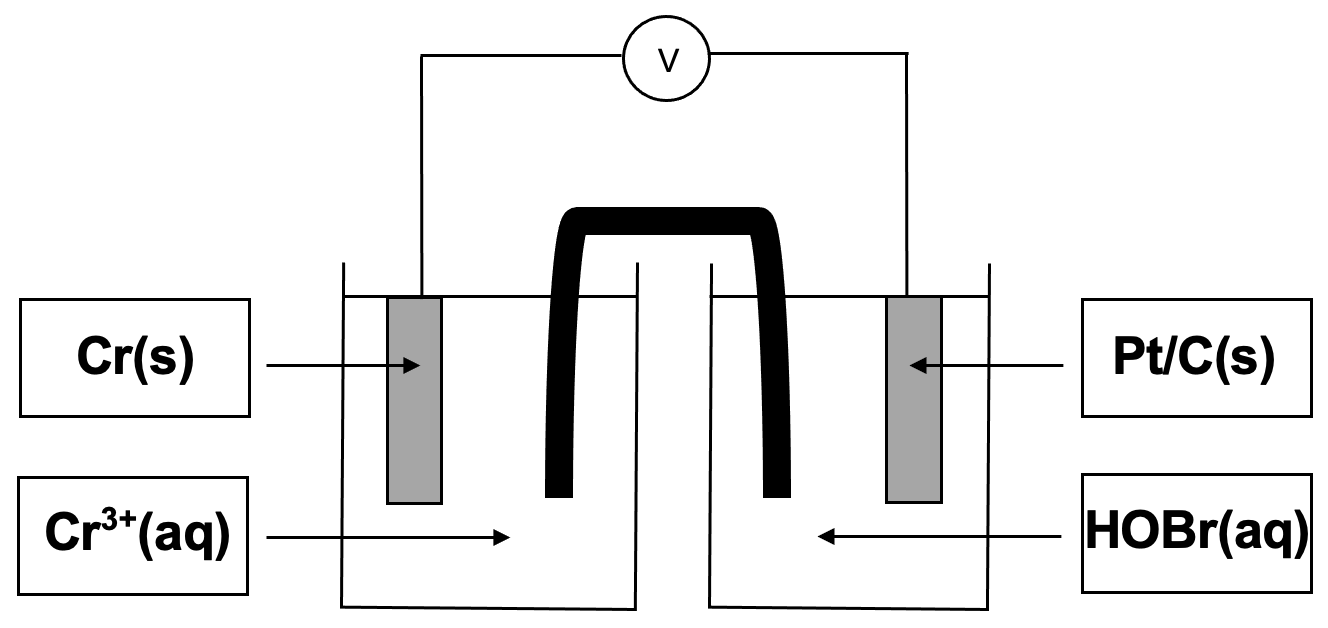 V
Cr(s)
Pt/C(s)
Cr³⁺(aq)
HOBr(aq)